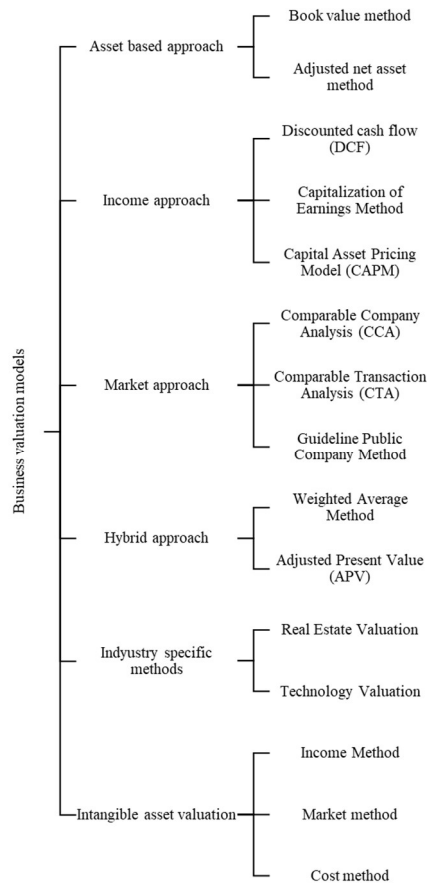 Business valuation models
Asset based approach
Book value method
Adjusted net asset
method
Income approach
Discounted cash flow
(DCF)
Capitalization of
Earnings Method
Capital Asset Pricing
Model (CAPM)
Market approach
Comparable Company
Analysis (CCA)
Comparable Transaction
Analysis (CTA)
Guideline Public
Company Method
Hybrid approach
Weighted Average
Method
Adjusted Present Value
(APV)
Indyustry specific
methods
Real Estate Valuation
Technology Valuation
Intangible asset valuation
Income Method
Market method
Cost method